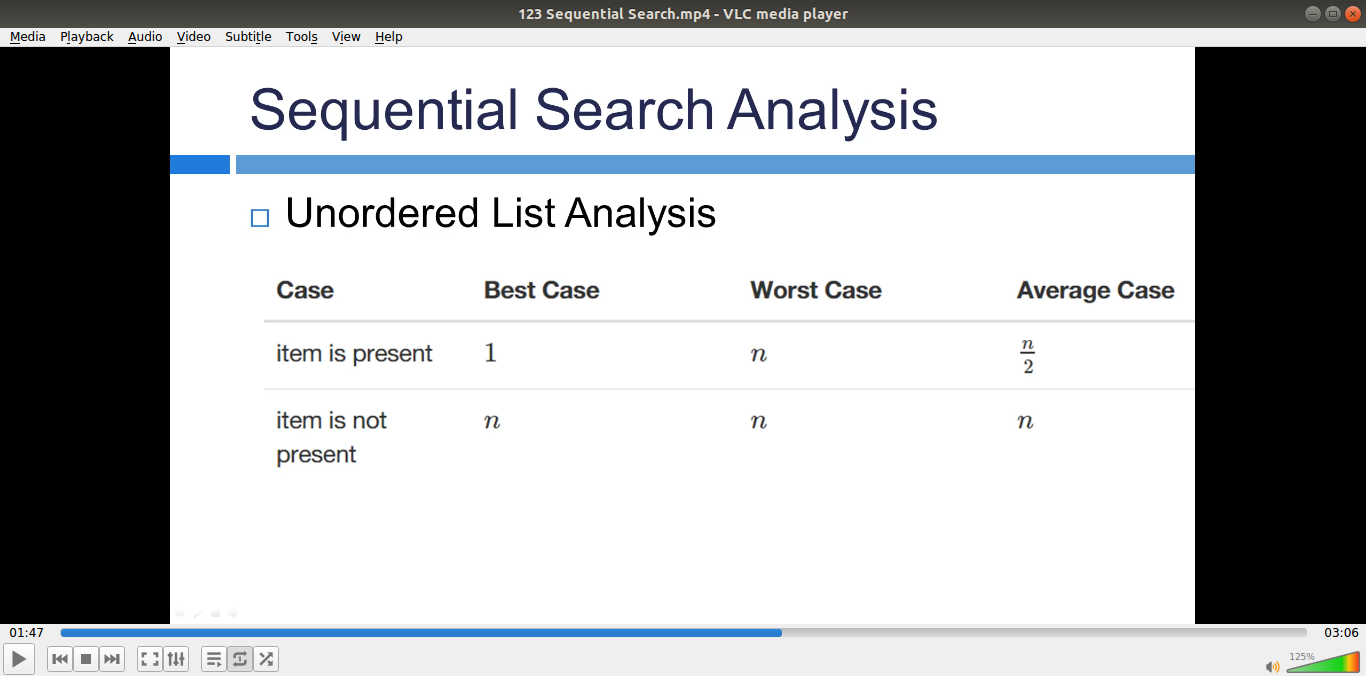 123 Sequential Search.mp4 - VLC media player
Media Playback Audio Video Subtitle Tools View Help
Sequential Search Analysis
Unordered List Analysis
Case Best Case Worst Case Average Case
item is present 1 n n/2
item is not n n n
present
01:47 03:06
125%